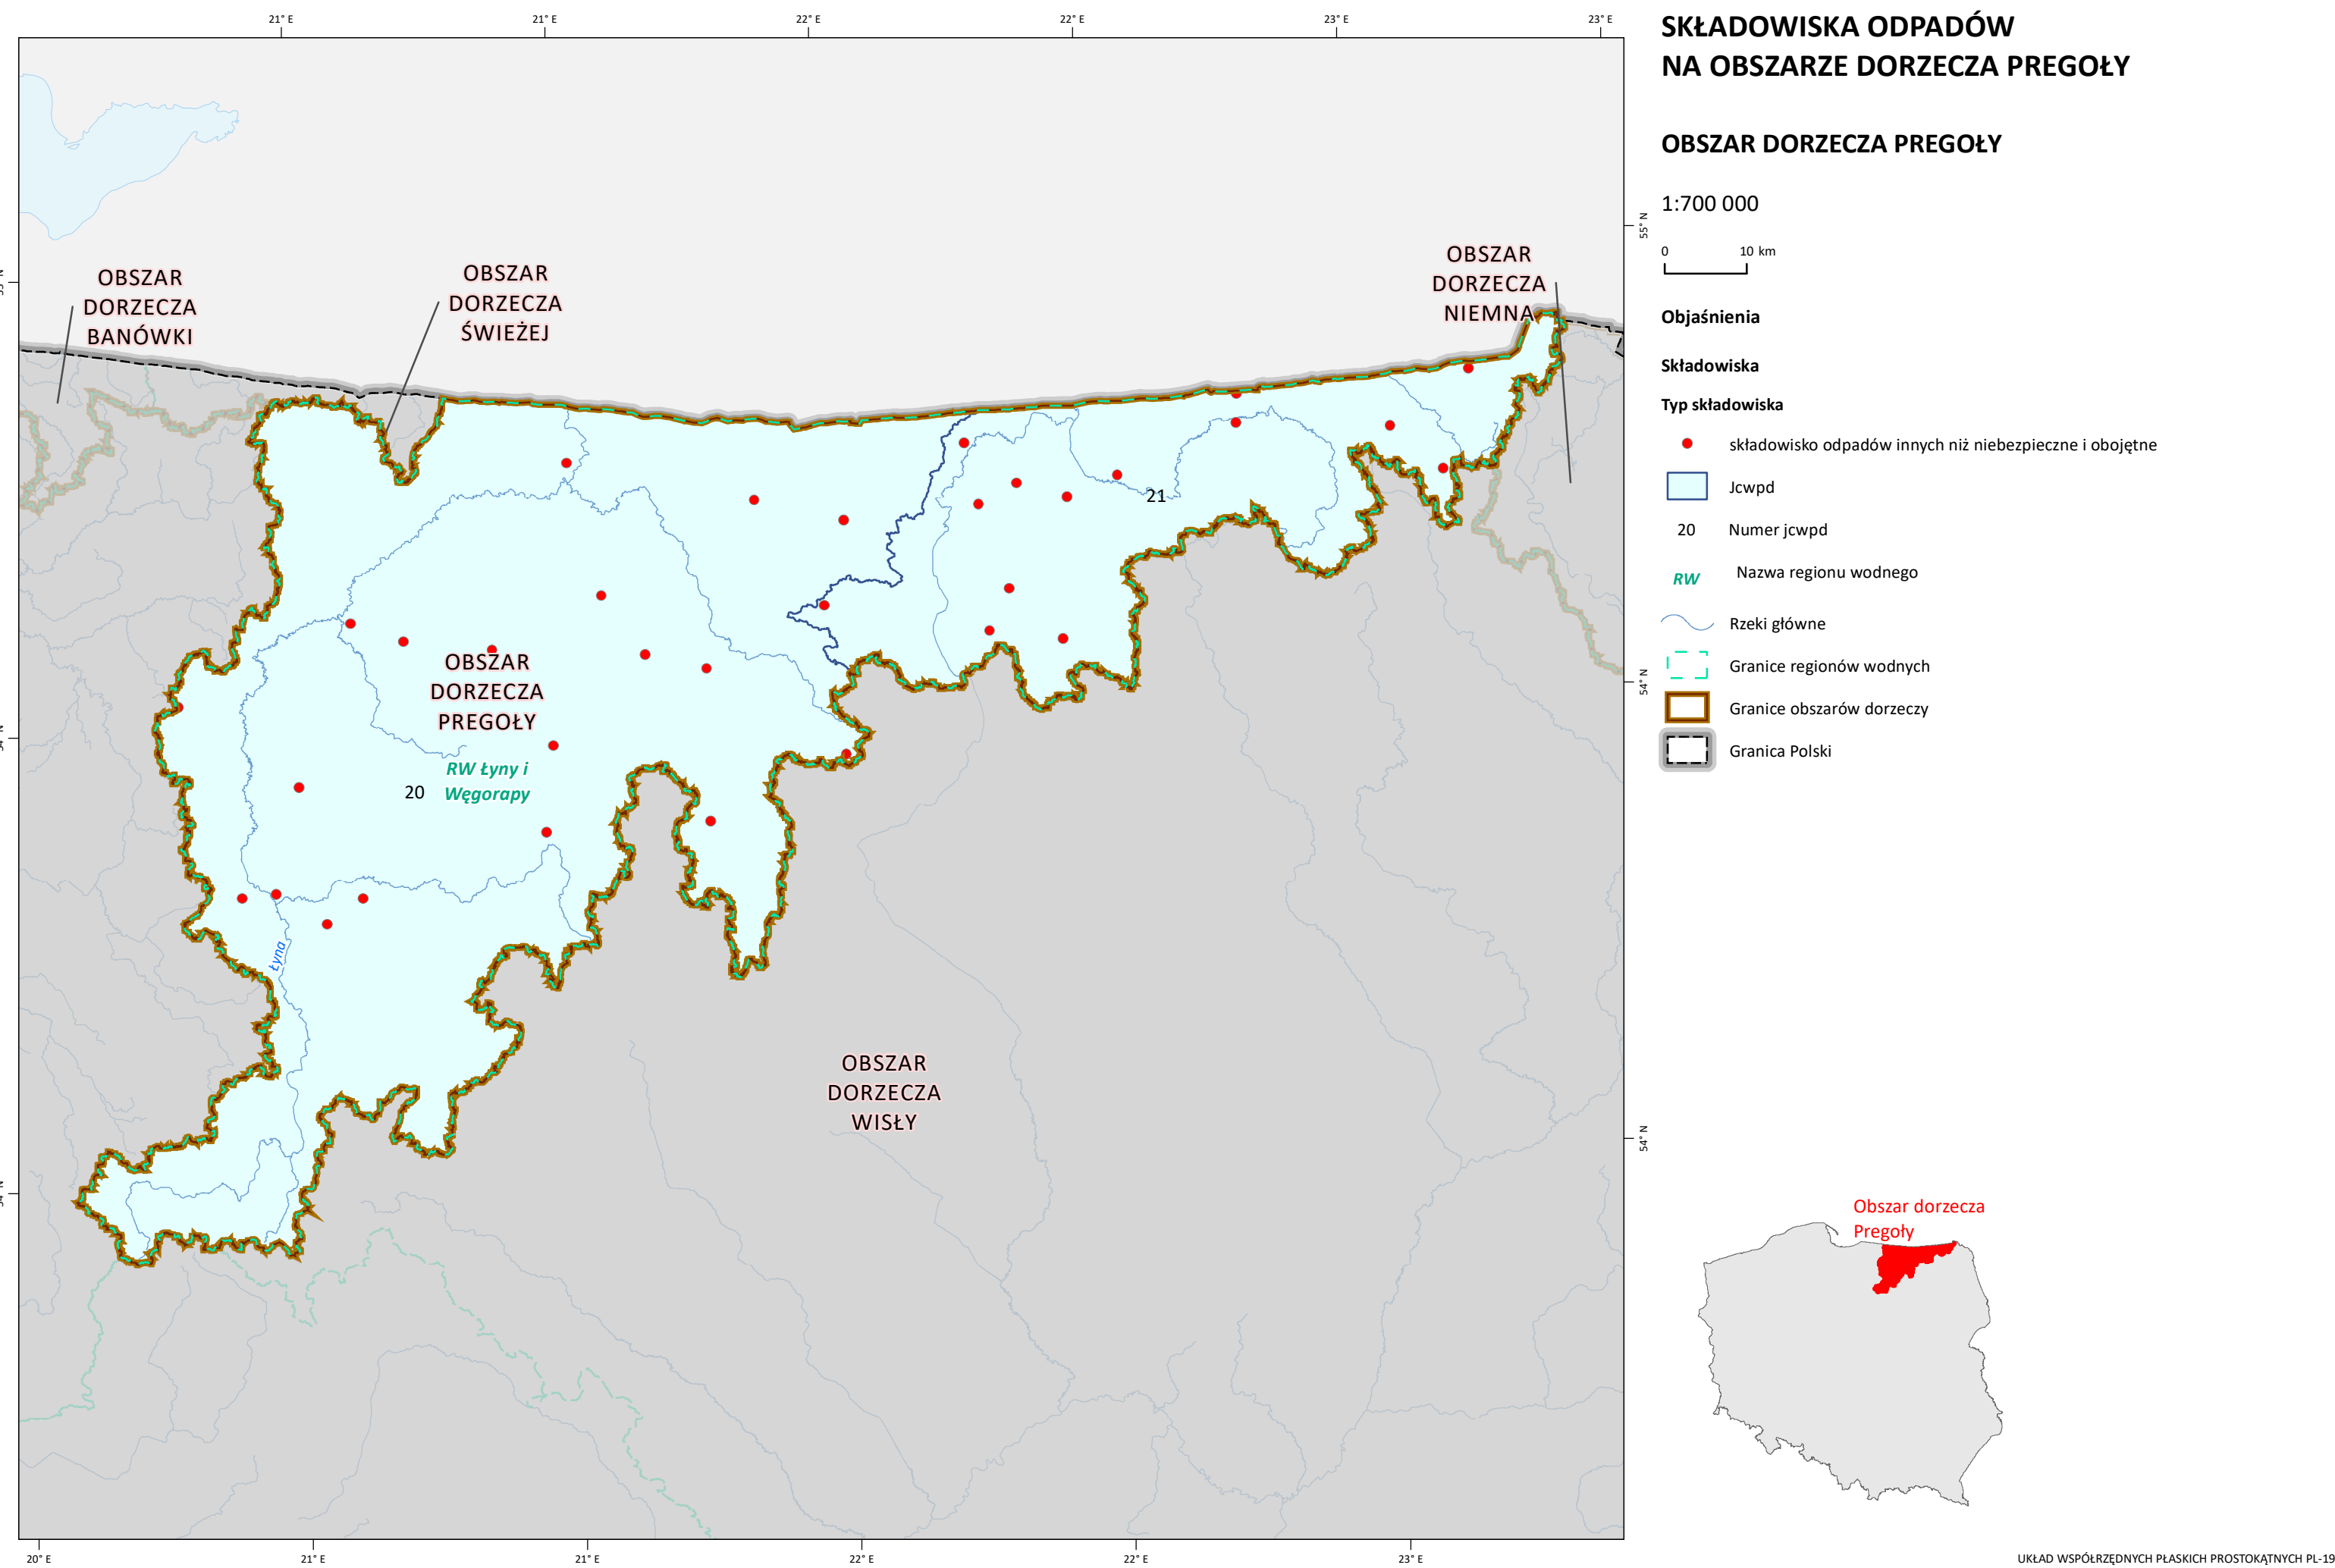 21° E
21° E
22° E
22° E
23° E
23° E
SKŁADOWISKA ODPADÓW
NA OBSZARZE DORZECZA PREGOŁY
OBSZAR DORZECZA PREGOŁY
1:700 000
0 10 km
Objaśnienia
Składowiska
Typ składowiska
składowisko odpadów innych niż niebezpieczne i obojętne
Jcwpd
20 Numer jcwpd
RW Nazwa regionu wodnego
Rzeki główne
Granice regionów wodnych
Granice obszarów dorzeczy
Granica Polski
OBSZAR
DORZECZA
BANÓWKI
OBSZAR
DORZECZA
ŚWIEŻEJ
OBSZAR
DORZECZA
NIEMNA
55° N
54° N
54° N
21
OBSZAR
DORZECZA
PREGOŁY
RW Łyny i
Węgorapy
20
Łyna
OBSZAR
DORZECZA
WISŁY
Obszar dorzecza
Pregoły
20° E
21° E
21° E
22° E
22° E
23° E
UKŁAD WSPÓŁRZĘDNYCH PŁASKICH PROSTOKĄTNYCH PL-19